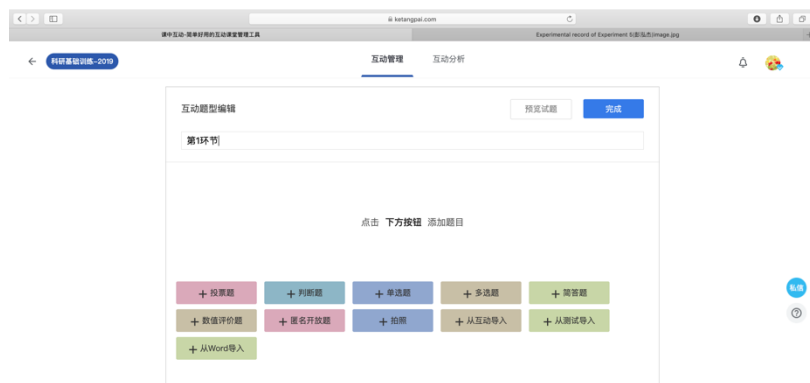 ketangpai.com
课中互动-简单好用的互动课堂管理工具
科研基础训练-2019
互动管理
互动分析
互动题型编辑
预览试题
完成
第1环节
点击 下方按钮 添加题目
+ 投票题
+ 判断题
+ 单选题
+ 多选题
+ 简答题
+ 数值评价题
+ 匿名开放题
+ 拍照
+ 从互动导入
+ 从测试导入
+ 从Word导入
私信